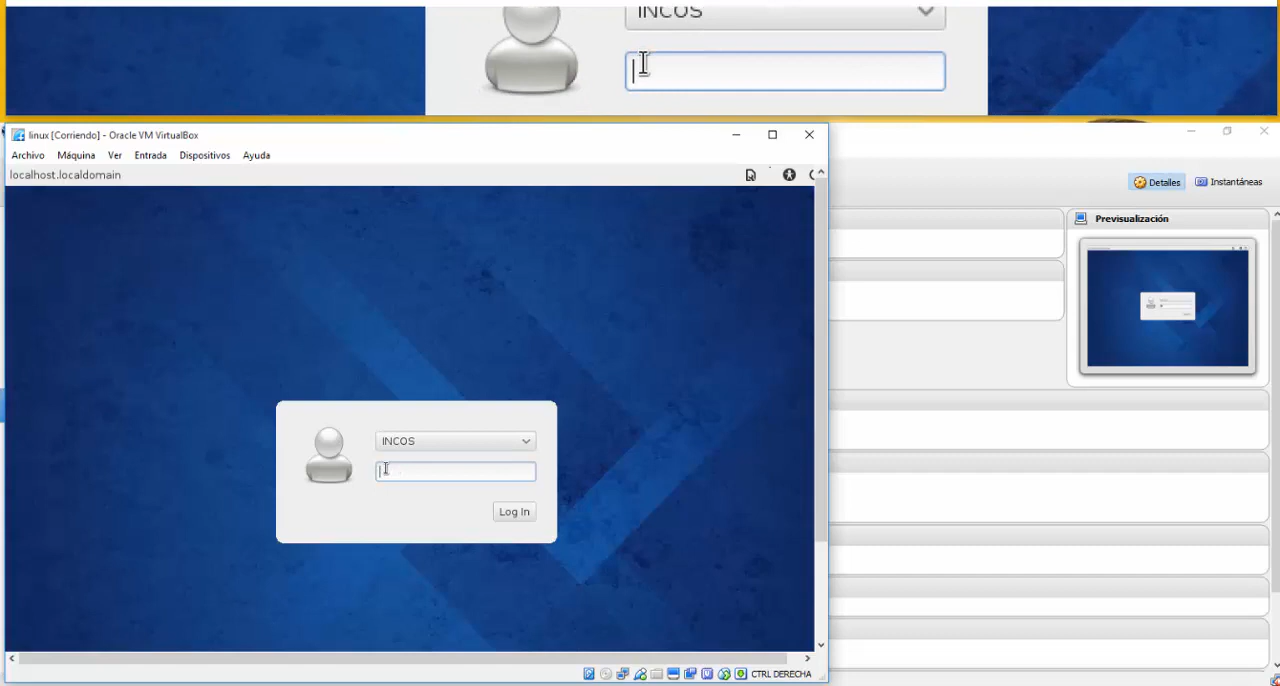 INCOS
linux [Corriendo] - Oracle VM VirtualBox
Archivo Máquina Ver Entrada Dispositivos Ayuda
localhost.localdomain
Detalles Instantáneas
Previsualización
INCOS
Log In
CTRL DERECHA